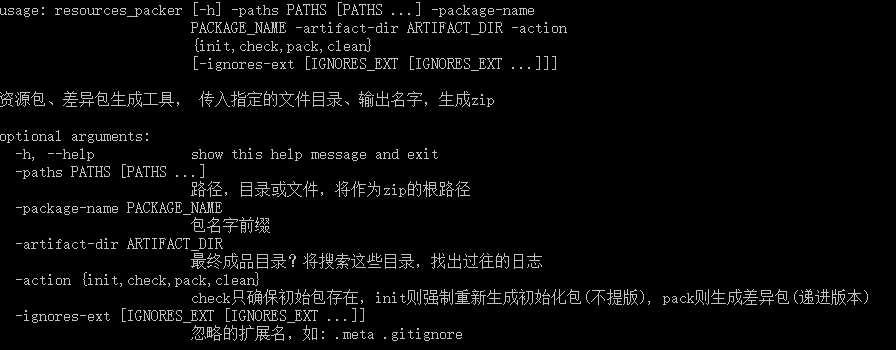 usage: resources_packer [-h] -paths PATHS [PATHS ...] -package-name
PACKAGE_NAME -artifact-dir ARTIFACT_DIR -action
{init,check,pack,clean}
[-ignores-ext [IGNORES_EXT [IGNORES_EXT ...]]]
资源包、差异包生成工具， 传入指定的文件目录、输出名字，生成zip
optional arguments:
-h, --help show this help message and exit
-paths PATHS [PATHS ...]
路径，目录或文件，将作为zip的根路径
-package-name PACKAGE_NAME
包名字前缀
-artifact-dir ARTIFACT_DIR
最终成品目录？将搜索这些目录，找出过往的日志
-action {init,check,pack,clean}
check只确保初始包存在，init则强制重新生成初始化包(不提版), pack则生成差异包(递进版本)
-ignores-ext [IGNORES_EXT [IGNORES_EXT ...]]
忽略的扩展名，如: .meta .gitignore